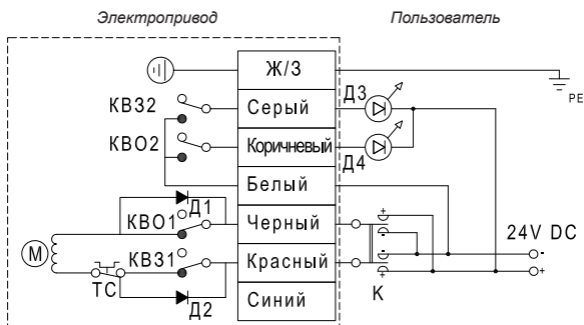 Электропривод
Пользователь
Ж/З
PE
КВЗ2
Серый
Д3
КВО2
Коричневый
Д4
Белый
Д1
КВО1
Черный
24V DC
M
КВЗ1
Красный
ТС
Д2
Синий
К
+
-
-
+
-
+